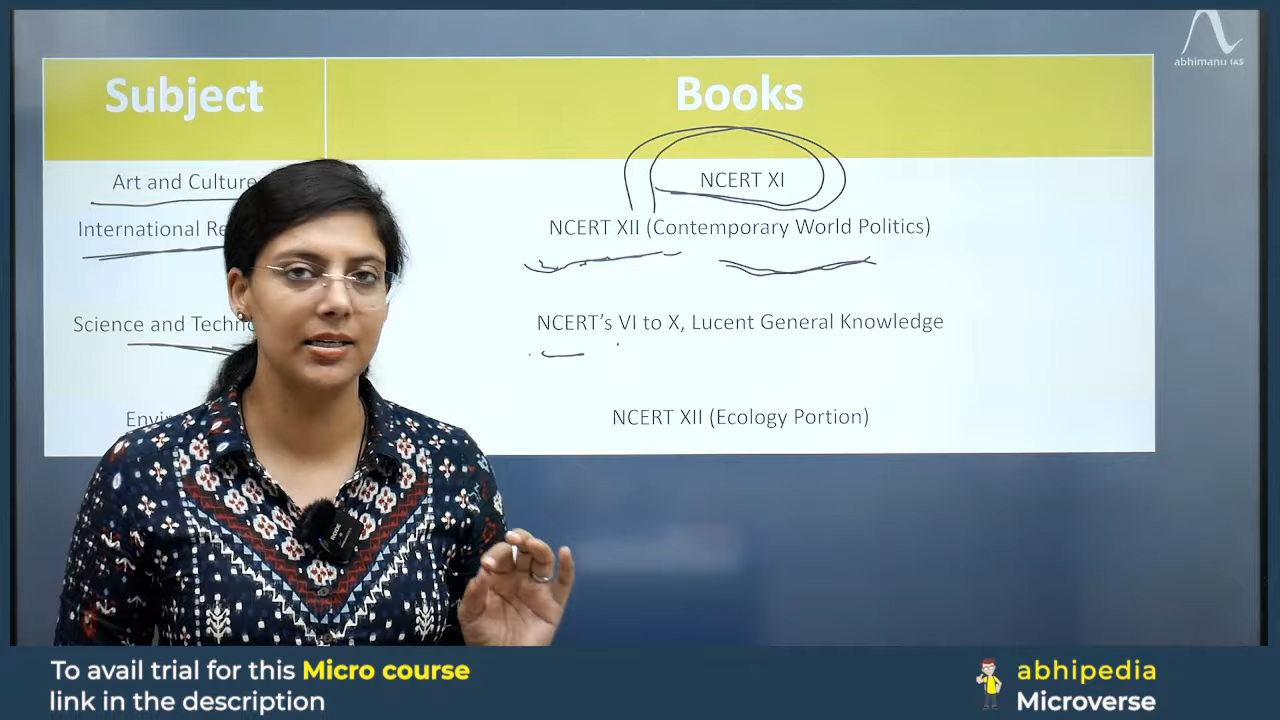 abhimanu IAS
Subject Books
Art and Culture NCERT XI
International NCERT XII (Contemporary World Politics)
Science and NCERT's VI to X, Lucent General Knowledge
NCERT XII (Ecology Portion)
To avail trial for this Micro course
link in the description
abhipedia
Microverse